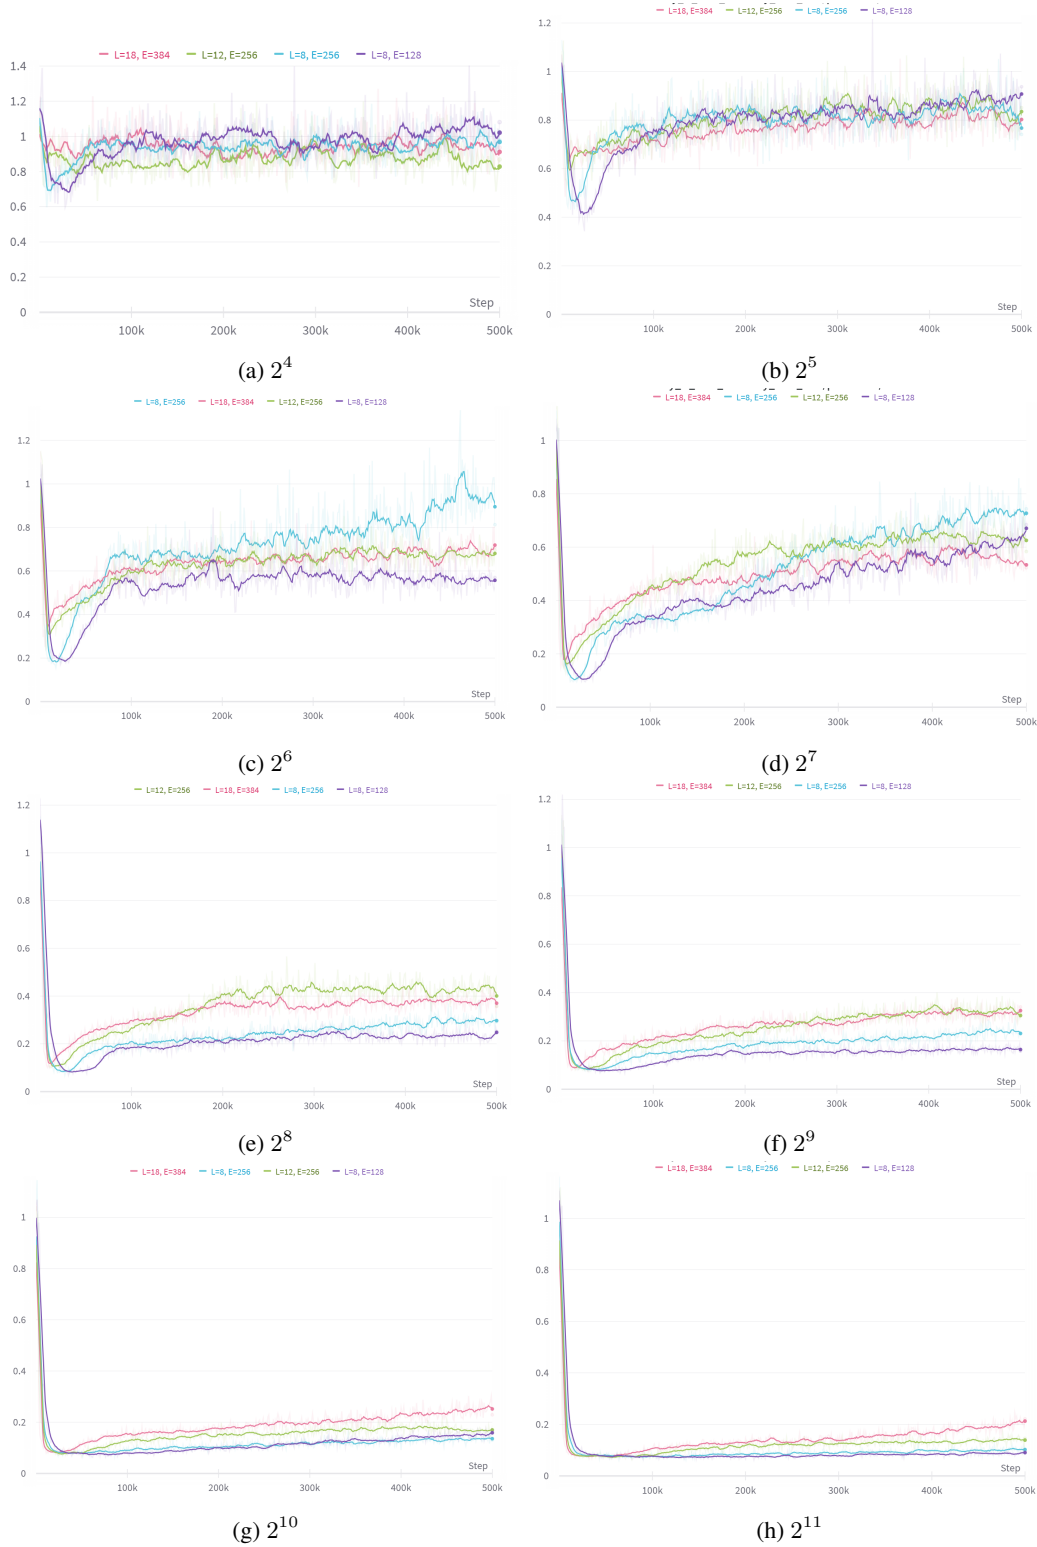 L=18, E=384 L=12, E=256 L=8, E=256 L=8, E=128
1.4
1.2
1
0.8
0.6
0.4
0.2
0
Step
100k 200k 300k 400k 500k
(a) 2^4
L=18, E=384 L=12, E=256 L=8, E=256 L=8, E=128
1.2
1
0.8
0.6
0.4
0.2
0
Step
100k 200k 300k 400k 500k
(b) 2^5
L=8, E=256 L=18, E=384 L=12, E=256 L=8, E=128
1.2
1
0.8
0.6
0.4
0.2
0
Step
100k 200k 300k 400k 500k
(c) 2^6
L=18, E=384 L=8, E=256 L=12, E=256 L=8, E=128
1
0.8
0.6
0.4
0.2
0
Step
100k 200k 300k 400k 500k
(d) 2^7
L=12, E=256 L=18, E=384 L=8, E=256 L=8, E=128
1.2
1
0.8
0.6
0.4
0.2
0
Step
100k 200k 300k 400k 500k
(e) 2^8
L=18, E=384 L=12, E=256 L=8, E=256 L=8, E=128
1.2
1
0.8
0.6
0.4
0.2
0
Step
100k 200k 300k 400k 500k
(f) 2^9
L=18, E=384 L=8, E=256 L=12, E=256 L=8, E=128
1
0.8
0.6
0.4
0.2
0
Step
100k 200k 300k 400k 500k
(g) 2^10
L=18, E=384 L=8, E=256 L=12, E=256 L=8, E=128
1
0.8
0.6
0.4
0.2
0
Step
100k 200k 300k 400k 500k
(h) 2^11